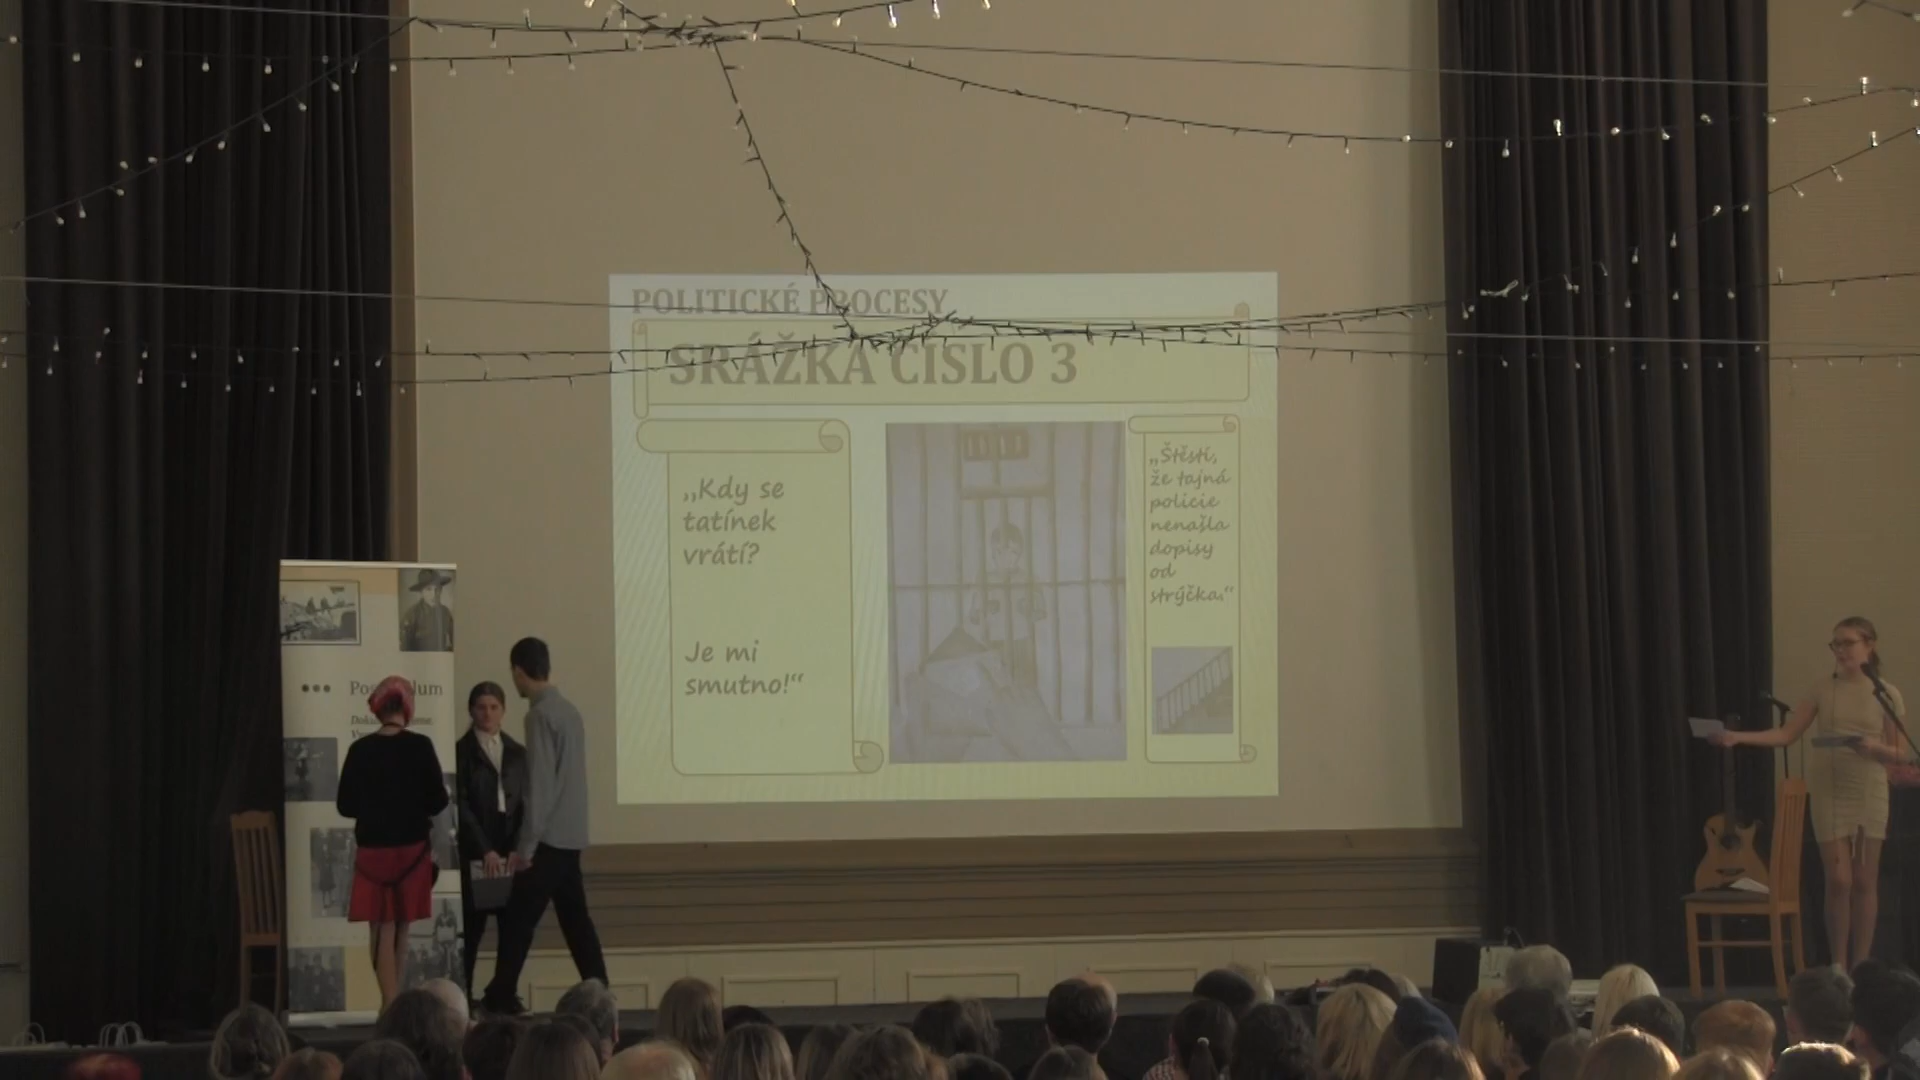 POLITICKÉ PROCESY
SRÁŽKA ČÍSLO 3
„Kdy se
tatínek
vrátí?
Je mi
smutno!“
„Štěstí,
že tajná
policie
nenašla
dopisy
od
strýčka.“